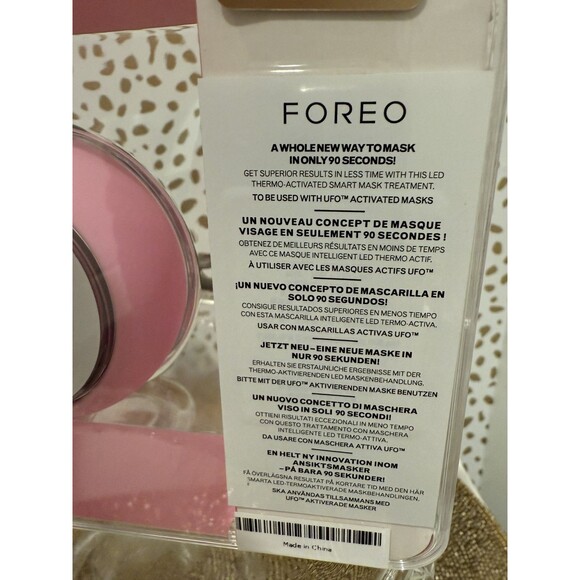 FOREO
A WHOLE NEW WAY TO MASK
IN ONLY 90 SECONDS!
GET SUPERIOR RESULTS IN LESS TIME WITH THIS LED
THERMO-ACTIVATED SMART MASK TREATMENT.
TO BE USED WITH UFO™ ACTIVATED MASKS
UN NOUVEAU CONCEPT DE MASQUE
VISAGE EN SEULEMENT 90 SECONDES !
OBTENEZ DE MEILLEURS RÉSULTATS EN MOINS DE TEMPS
AVEC CE MASQUE INTELLIGENT LED THERMO ACTIF.
À UTILISER AVEC LES MASQUES ACTIFS UFO™
¡UN NUEVO CONCEPTO DE MASCARILLA EN
SOLO 90 SEGUNDOS!
CONSIGUE RESULTADOS SUPERIORES EN MENOS TIEMPO
CON ESTA MASCARILLA INTELIGENTE LED TERMO-ACTIVA.
USAR CON MASCARILLAS ACTIVAS UFO™
JETZT NEU – EINE NEUE MASKE IN
NUR 90 SEKUNDEN!
ERHALTEN SIE ERSTAUNLICHE ERGEBNISSE MIT DER
THERMO-AKTIVIERENDEN LED MASKENBEHANDLUNG.
BITTE MIT DER UFO™ AKTIVIERENDEN MASKE BENUTZEN
UN NUOVO CONCETTO DI MASCHERA
VISO IN SOLI 90 SECONDI!
OTTIENI RISULTATI ECCEZIONALI IN MENO TEMPO
CON QUESTO TRATTAMENTO CON MASCHERA
INTELLIGENTE LED TERMO-ATTIVA.
DA USARE CON MASCHERA ATTIVA UFO™
EN HELT NY INNOVATION INOM
ANSIKTSMASKER
– PÅ BARA 90 SEKUNDER!
FÅ ÖVERLÄGSNA RESULTAT PÅ KORTARE TID MED DEN HÄR
SMARTA LED-TERMOAKTIVERADE MASKBEHANDLINGEN.
SKA ANVÄNDAS TILLSAMMANS MED
UFO™ AKTIVERADE MASKER
Made in China